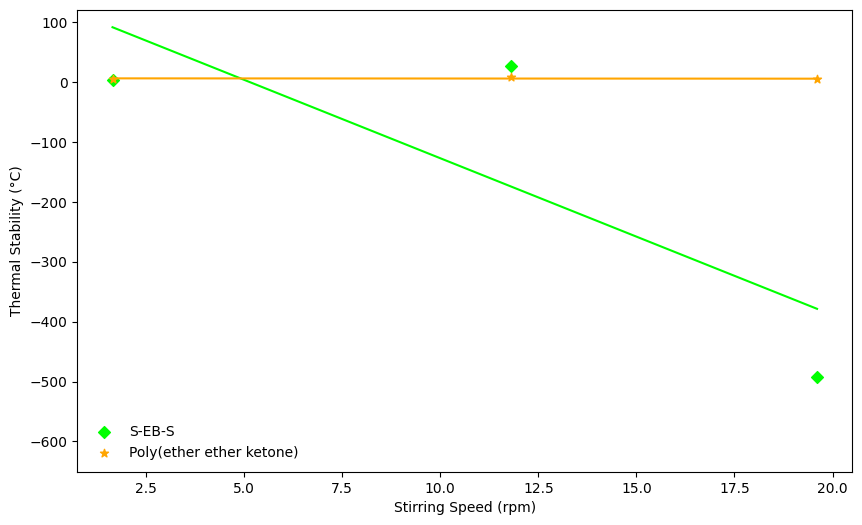 100
0
−100
−200
−300
−400
−500
−600
Thermal Stability (°C)
S-EB-S
Poly(ether ether ketone)
2.5 5.0 7.5 10.0 12.5 15.0 17.5 20.0
Stirring Speed (rpm)